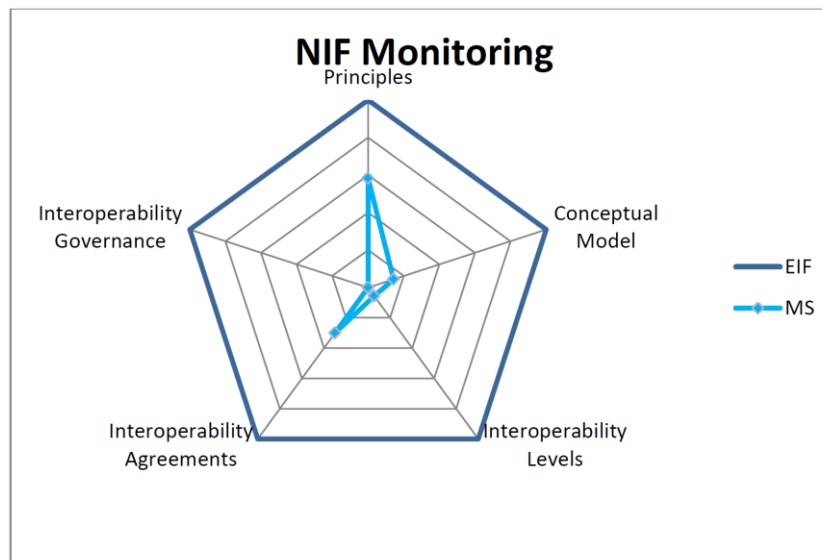 NIF Monitoring
Principles
Interoperability
Governance
Conceptual
Model
EIF
MS
Interoperability
Agreements
Interoperability
Levels